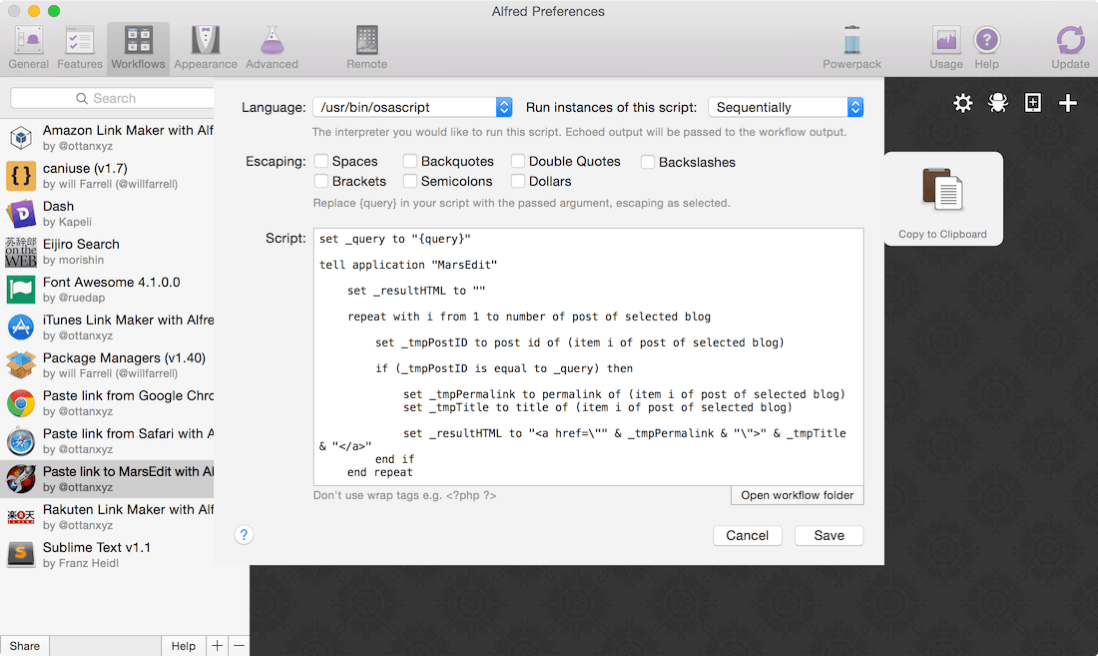 Alfred Preferences
General Features Workflows Appearance Advanced Remote Powerpack Usage Help Update
Search
Amazon Link Maker with Alf
by @ottanxyz
caniuse (v1.7)
by will Farrell (@willfarrell)
Dash
by Kapeli
Eijiro Search
by morishin
Font Awesome 4.1.0.0
by @ruedap
iTunes Link Maker with Alfre
by @ottanxyz
Package Managers (v1.40)
by will Farrell (@willfarrell)
Paste link from Google Chro
by @ottanxyz
Paste link from Safari with A
by @ottanxyz
Paste link to MarsEdit with Al
by @ottanxyz
Rakuten Link Maker with Alf
by @ottanxyz
Sublime Text v1.1
by Franz Heidl
英辞郎
on the
WEB
楽天
D
{}
S
Share
Help + −
Language: /usr/bin/osascript Run instances of this script: Sequentially
The interpreter you would like to run this script. Echoed output will be passed to the workflow output.
Escaping: Spaces Backquotes Double Quotes Backslashes
Brackets Semicolons Dollars
Replace {query} in your script with the passed argument, escaping as selected.
Script:
set _query to "{query}"
tell application "MarsEdit"
set _resultHTML to ""
repeat with i from 1 to number of post of selected blog
set _tmpPostID to post id of (item i of post of selected blog)
if (_tmpPostID is equal to _query) then
set _tmpPermalink to permalink of (item i of post of selected blog)
set _tmpTitle to title of (item i of post of selected blog)
set _resultHTML to "<a href=\"" & _tmpPermalink & "\">" & _tmpTitle
& "</a>"
end if
end repeat
Don't use wrap tags e.g. <?php ?>
Open workflow folder
?
Cancel Save
Copy to Clipboard